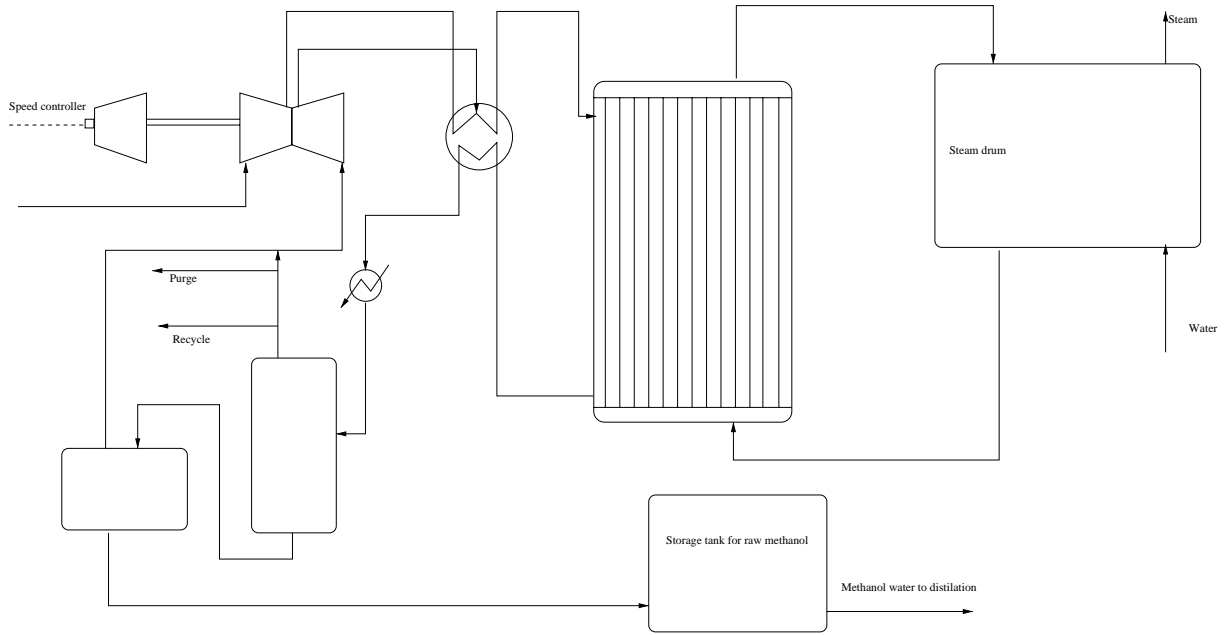 Steam
Speed controller
Steam drum
Purge
Water
Recycle
Storage tank for raw methanol
Methanol water to distilation